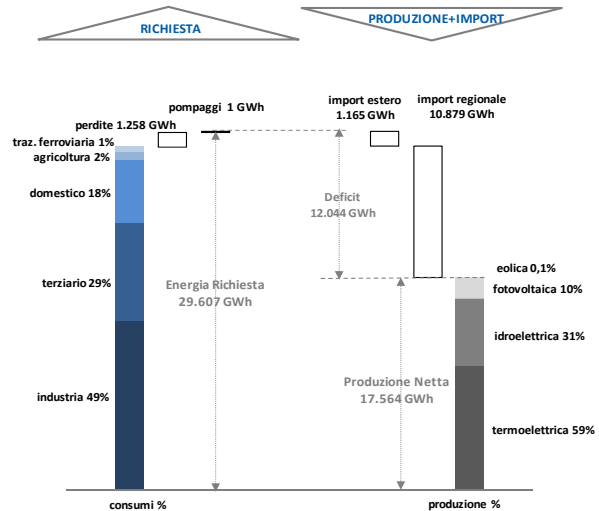 RICHIESTA
PRODUZIONE+IMPORT
pompaggi 1 GWh
perdite 1.258 GWh
traz. ferroviaria 1%
agricoltura 2%
domestico 18%
terziario 29%
industria 49%
Energia Richiesta
29.607 GWh
consumi %
import estero
1.165 GWh
import regionale
10.879 GWh
Deficit
12.044 GWh
Produzione Netta
17.564 GWh
eolica 0,1%
fotovoltaica 10%
idroelettrica 31%
termoelettrica 59%
produzione %